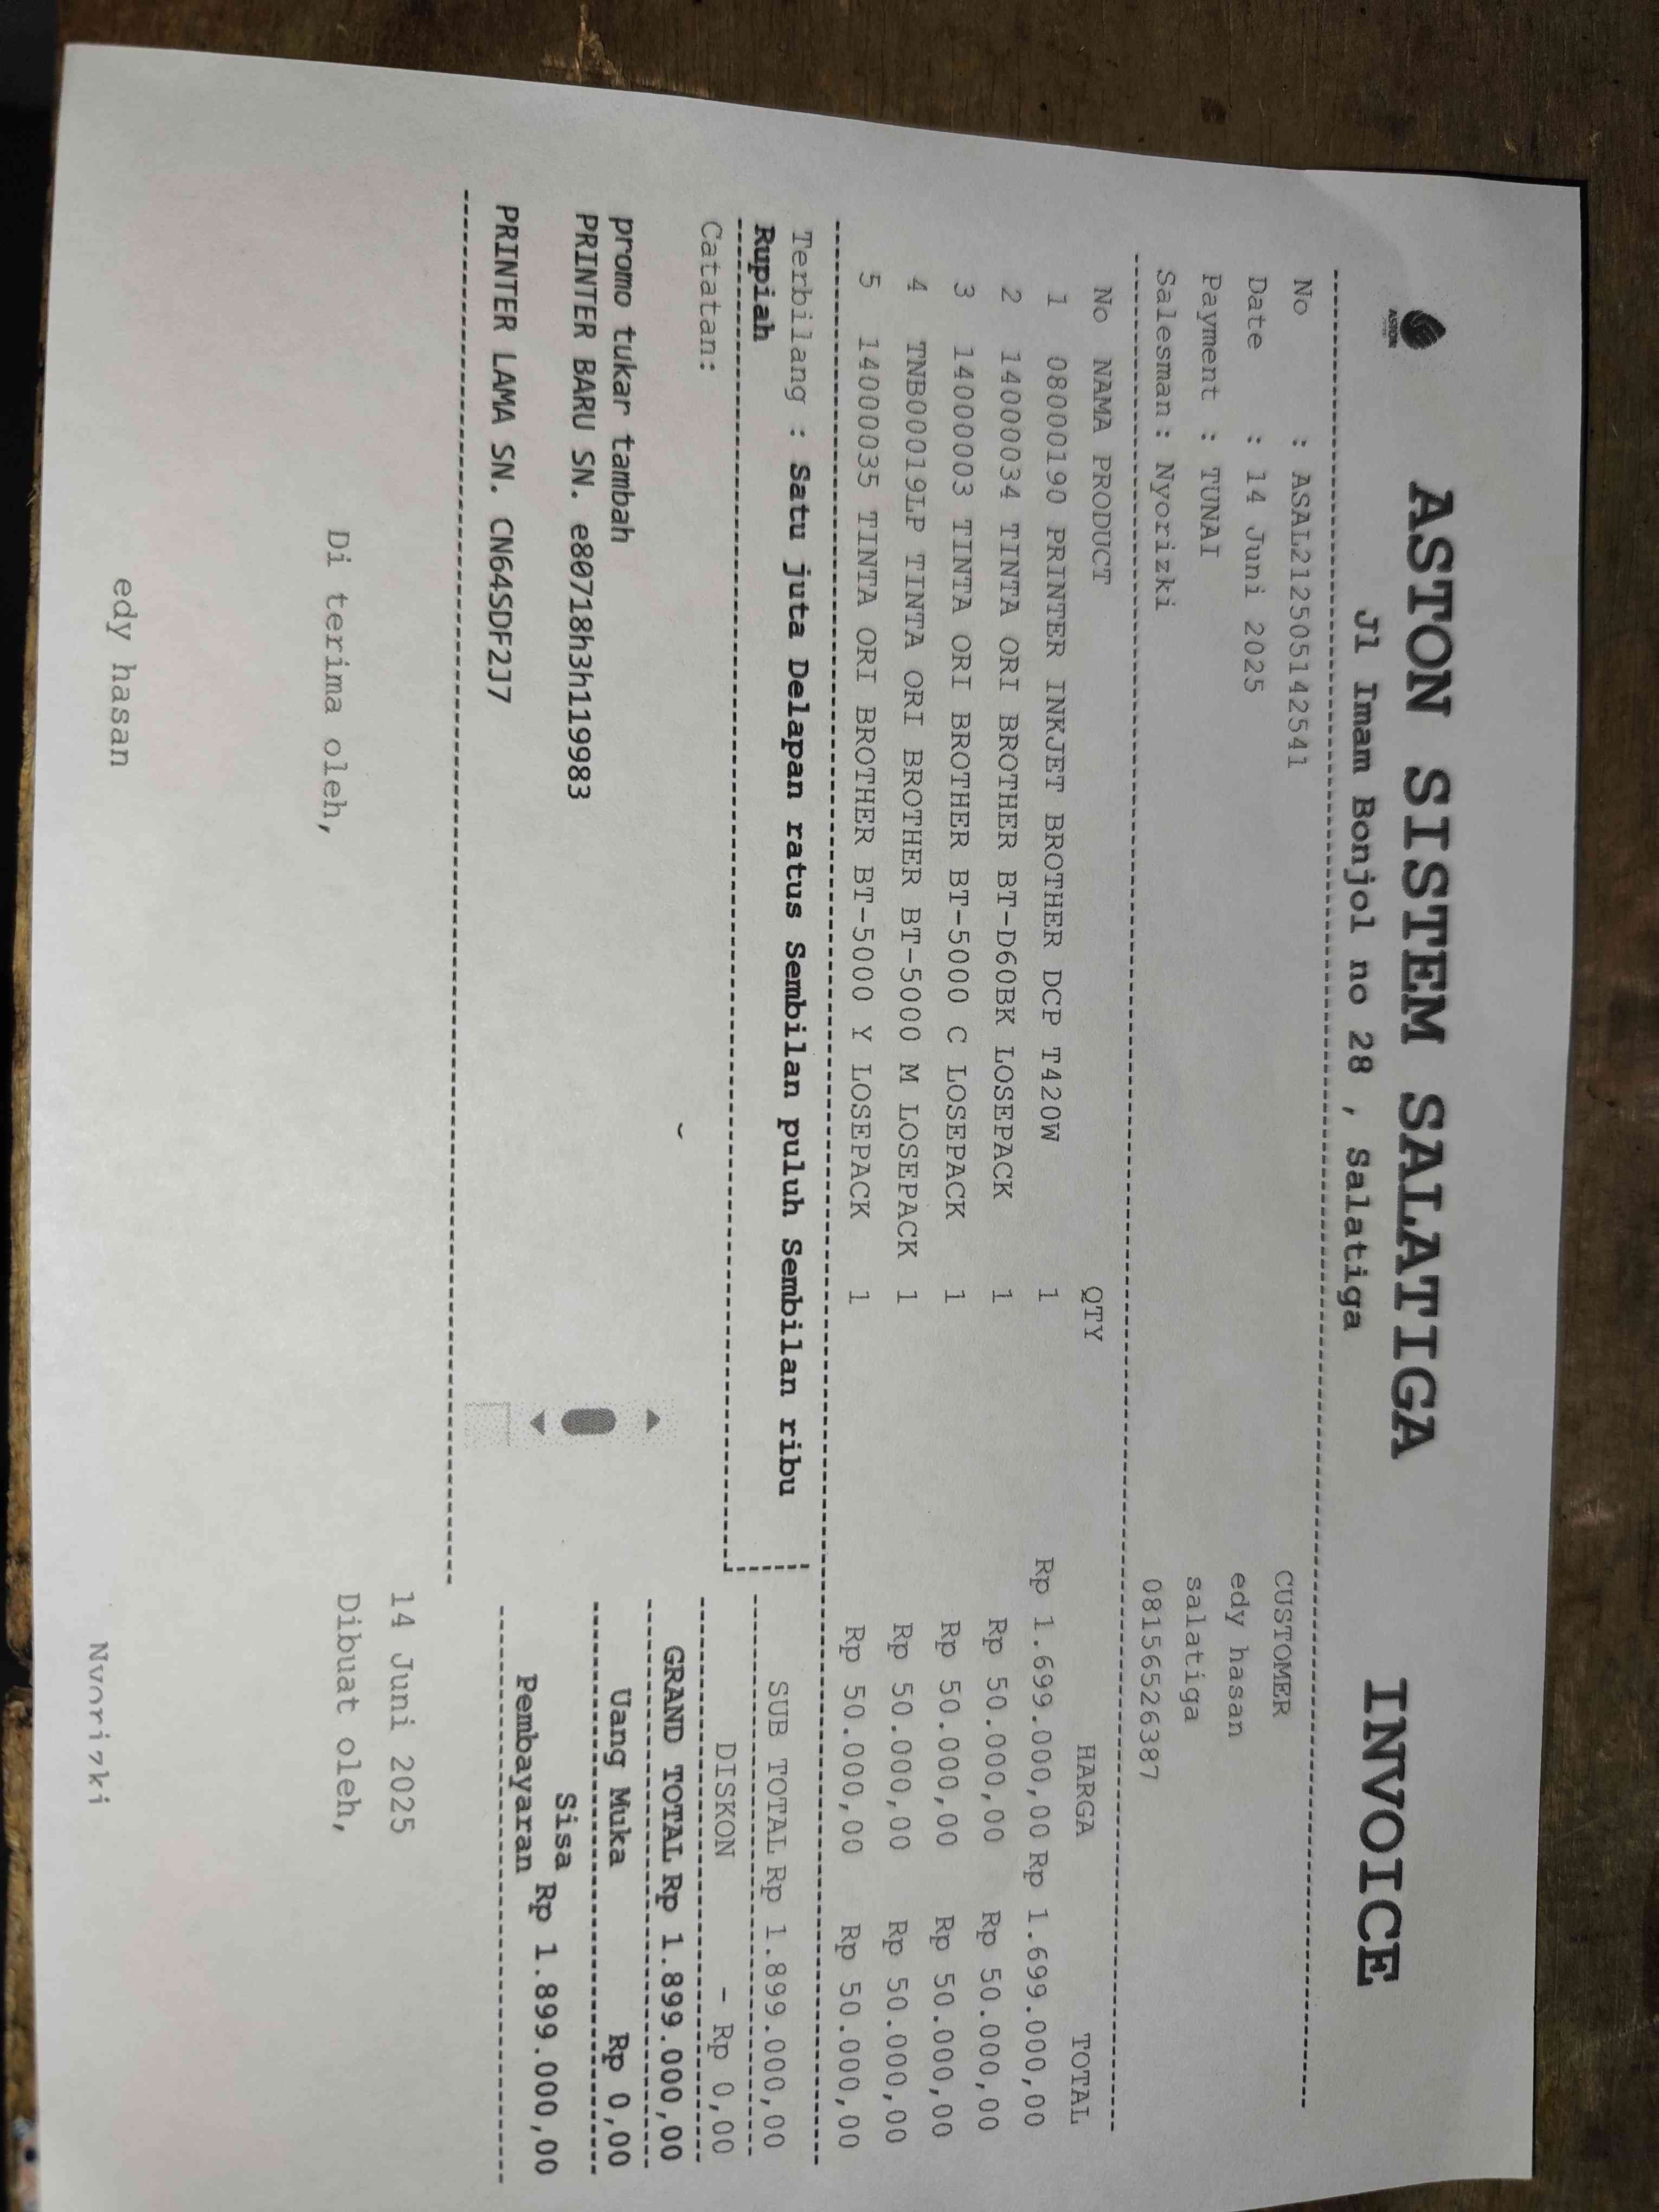 ASTON SISTEM SALATIGA INVOICE
ASTON
Jl Imam Bonjol no 28 , Salatiga
No : ASAL2125051 42541
Date : 14 Juni 2025
Payment : TUNAI
Salesman : Nyorizki
CUSTOMER
edy hasan
salatiga
0815652​6387
No NAMA PRODUCT QTY HARGA TOTAL
1 08000190 PRINTER INKJET BROTHER DCP T420W 1 Rp 1.699.000,00 Rp 1.699.000,00
2 14000034 TINTA ORI BROTHER BT-D60BK LOSEPACK 1 Rp 50.000,00 Rp 50.000,00
3 14000003 TINTA ORI BROTHER BT-5000 C LOSEPACK 1 Rp 50.000,00 Rp 50.000,00
4 TNB00019LP TINTA ORI BROTHER BT-5000 M LOSEPACK 1 Rp 50.000,00 Rp 50.000,00
5 14000035 TINTA ORI BROTHER BT-5000 Y LOSEPACK 1 Rp 50.000,00 Rp 50.000,00
Terbilang : Satu juta Delapan ratus Sembilan puluh Sembilan ribu
Rupiah
SUB TOTAL Rp 1.899.000,00
DISKON - Rp 0,00
GRAND TOTAL Rp 1.899.000,00
Uang Muka Rp 0,00
Sisa
Pembayaran Rp 1.899.000,00
Catatan:
promo tukar tambah
PRINTER BARU SN. e80718h3h119983
PRINTER LAMA SN. CN64SDF2J7
14 Juni 2025
Di terima oleh, Dibuat oleh,
edy hasan Nyorizki